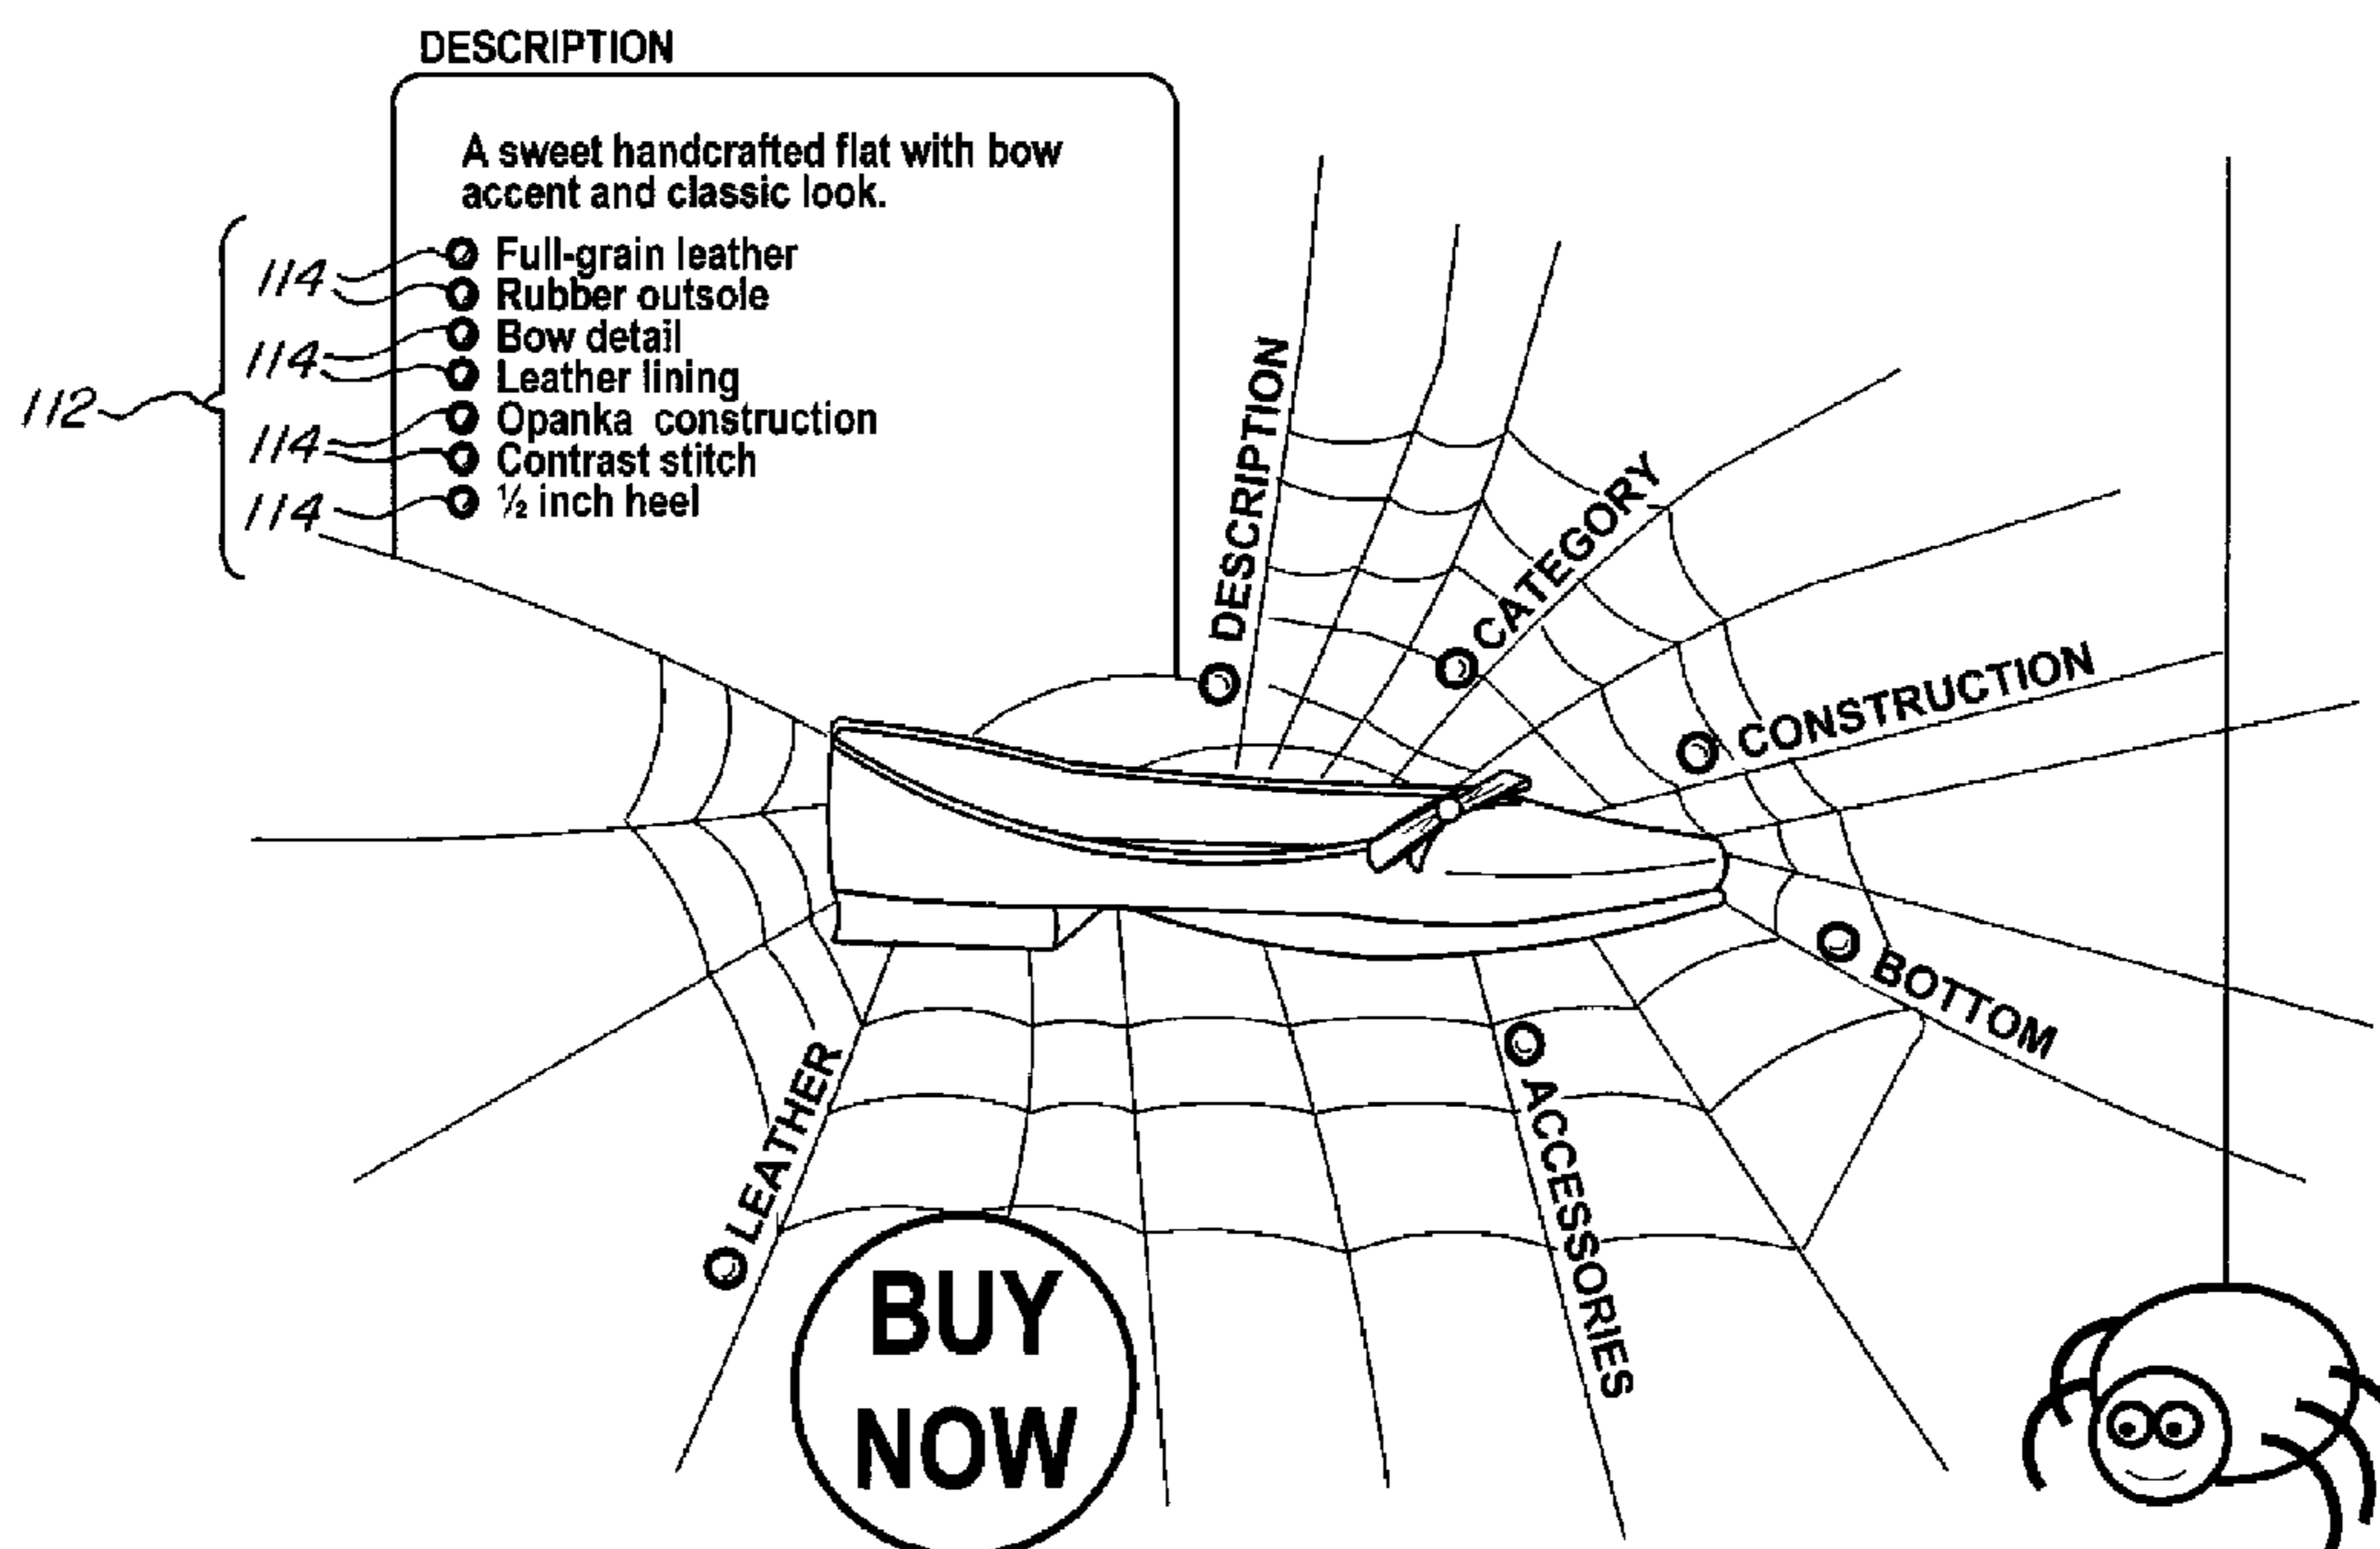 DESCRIPTION
A sweet handcrafted flat with bow
accent and classic look.
Full-grain leather
Rubber outsole
Bow detail
Leather lining
Opanka construction
Contrast stitch
½ inch heel
114
114
114
114
112
DESCRIPTION
CATEGORY
CONSTRUCTION
BOTTOM
ACCESSORIES
LEATHER
BUY
NOW